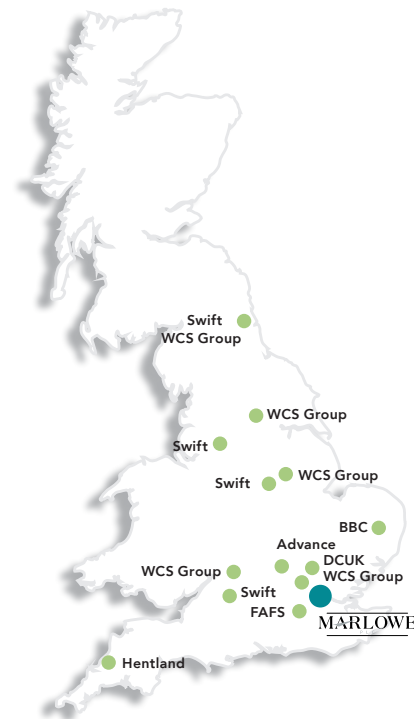 Swift
WCS Group
WCS Group
Swift
WCS Group
Swift
BBC
Advance
DCUK
WCS Group
WCS Group
Swift
FAFS
MARLOWE
Hentland